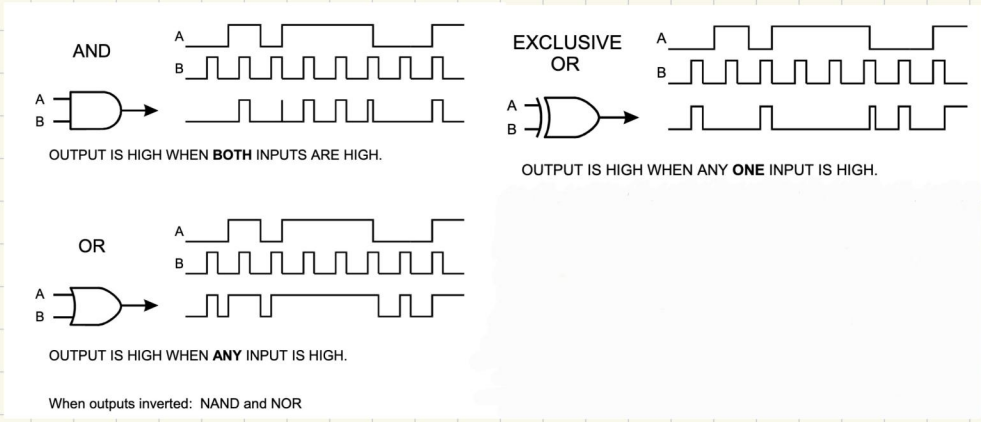 AND
A
B
A
B
OUTPUT IS HIGH WHEN BOTH INPUTS ARE HIGH.
EXCLUSIVE
OR
A
B
A
B
OUTPUT IS HIGH WHEN ANY ONE INPUT IS HIGH.
OR
A
B
A
B
OUTPUT IS HIGH WHEN ANY INPUT IS HIGH.
When outputs inverted: NAND and NOR